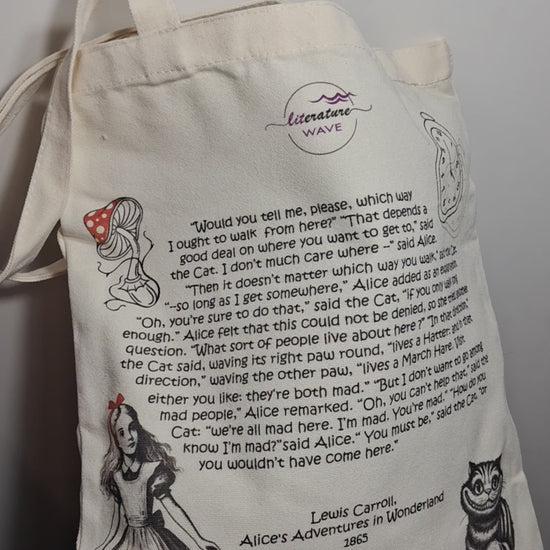 literature
WAVE
"Would you tell me, please, which way
I ought to walk from here?" "That depends a
good deal on where you want to get to," said
the Cat. I don't much care where --" said Alice.
"Then it doesn't matter which way you walk," said the Cat.
"--so long as I get somewhere," Alice added as an
"Oh, you're sure to do that," said the Cat, "if you only walk
enough." Alice felt that this could not be denied, so she tried another
question. "What sort of people live about here?" "In that direction,"
the Cat said, waving its right paw round, "lives a Hatter: and in that
direction," waving the other paw, "lives a March Hare. Visit
either you like: they're both mad." "But I don't want to go among
mad people," Alice remarked. "Oh, you can't help that," said the
Cat: "we're all mad here. I'm mad. You're mad." "How do you
know I'm mad?"said Alice." You must be," said the Cat, "or
you wouldn't have come here."
Lewis Carroll,
Alice's Adventures in Wonderland
1865